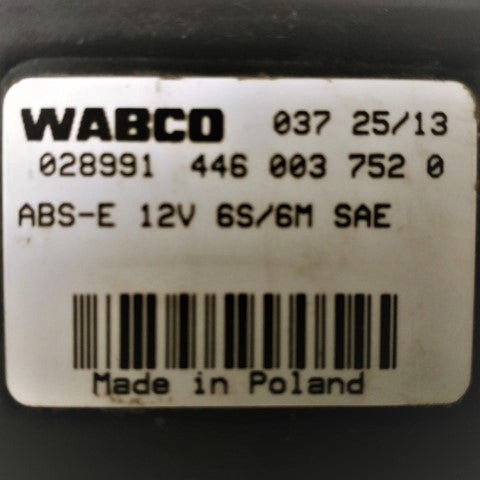 WABCO 037 25/13
028991 446 003 752 0
ABS-E 12V 6S/6M SAE
Made in Poland